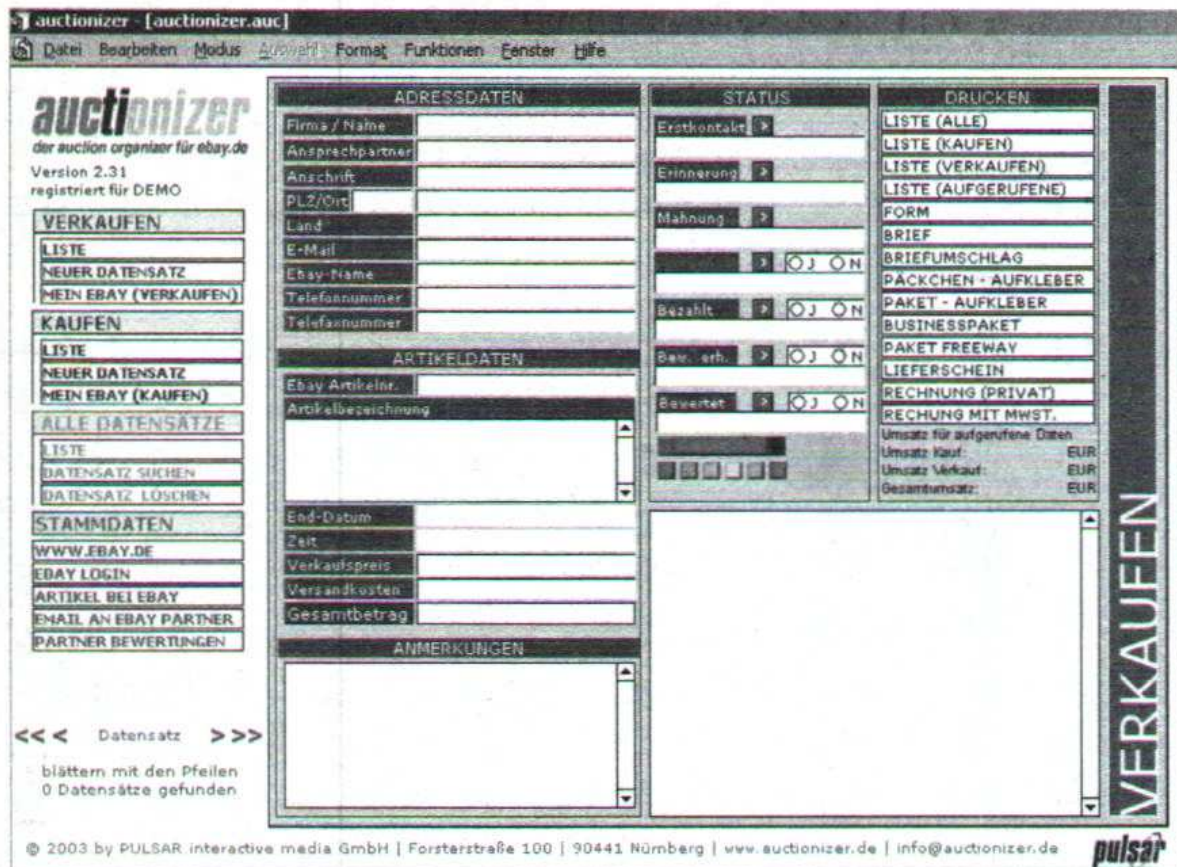 auctionizer - [auctionizer.auc]
Datei Bearbeiten Modus Auswahl Format Funktionen Fenster Hilfe
auctionizer
der auction organizer für ebay.de
Version 2.31
registriert für DEMO
VERKAUFEN
LISTE
NEUER DATENSATZ
MEIN EBAY (VERKAUFEN)
KAUFEN
LISTE
NEUER DATENSATZ
MEIN EBAY (KAUFEN)
ALLE DATENSÄTZE
LISTE
DATENSATZ SUCHEN
DATENSATZ LÖSCHEN
STAMMDATEN
WWW.EBAY.DE
EBAY LOGIN
ARTIKEL BEI EBAY
EMAIL AN EBAY PARTNER
PARTNER BEWERTUNGEN
<< < Datensatz > >>
blättern mit den Pfeilen
0 Datensätze gefunden
ADRESSDATEN
Firma / Name
Ansprechpartner
Anschrift
PLZ/Ort
Land
E-Mail
Ebay-Name
Telefonnummer
Telefaxnummer
ARTIKELDATEN
Ebay Artikelnr.
Artikelbezeichnung
End-Datum
Zeit
Verkaufspreis
Versandkosten
Gesamtbetrag
ANMERKUNGEN
STATUS
Erstkontakt >
Erinnerung >
Mahnung >
> J N
Bezahlt > J N
Bew. erh. > J N
Bewertet > J N
DRUCKEN
LISTE (ALLE)
LISTE (KAUFEN)
LISTE (VERKAUFEN)
LISTE (AUFGERUFENE)
FORM
BRIEF
BRIEFUMSCHLAG
PÄCKCHEN - AUFKLEBER
PAKET - AUFKLEBER
BUSINESSPAKET
PAKET FREEWAY
LIEFERSCHEIN
RECHNUNG (PRIVAT)
RECHUNG MIT MWST.
Umsatz für aufgerufene Daten
Umsatz Kauf: EUR
Umsatz Verkauf: EUR
Gesamtumsatz: EUR
VERKAUFEN
© 2003 by PULSAR interactive media GmbH | Forsterstraße 100 | 90441 Nürnberg | www.auctionizer.de | info@auctionizer.de
pulsar